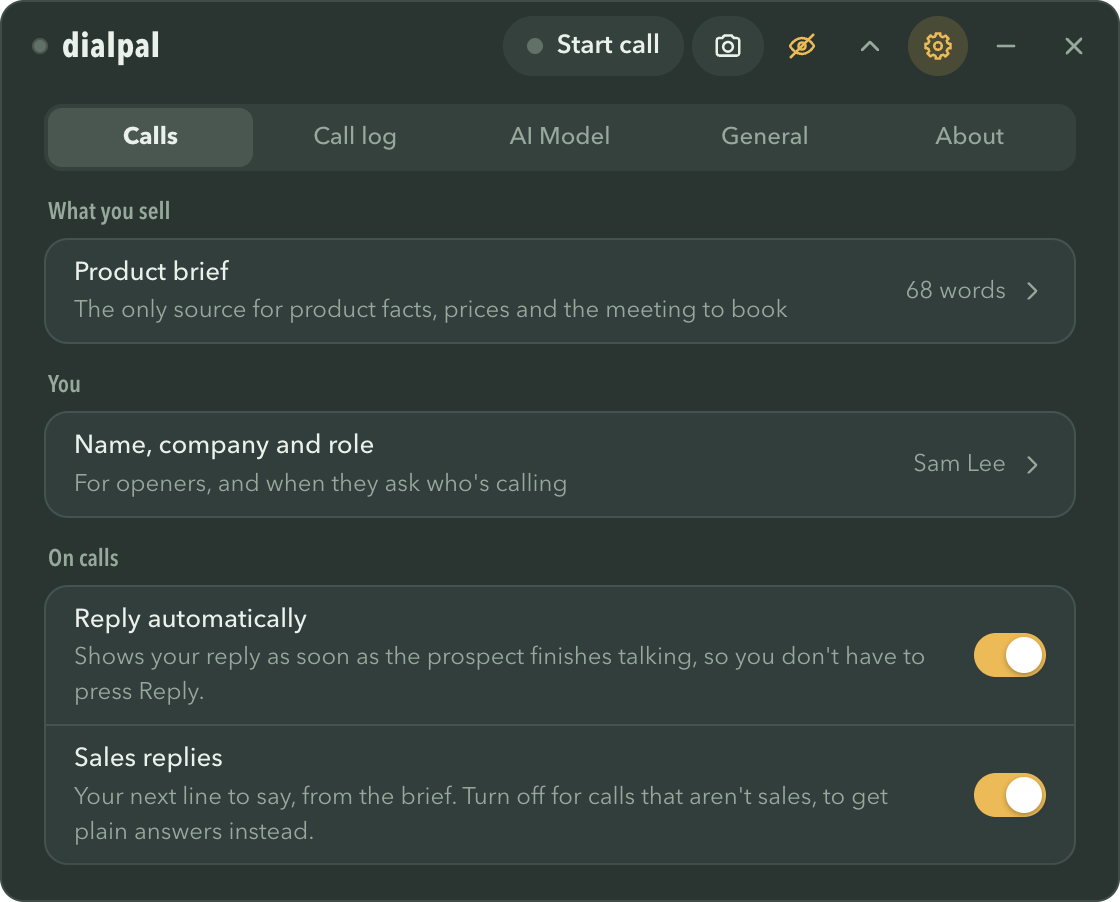 dialpal
Start call
Calls
Call log
AI Model
General
About
What you sell
Product brief
The only source for product facts, prices and the meeting to book
68 words
You
Name, company and role
For openers, and when they ask who's calling
Sam Lee
On calls
Reply automatically
Shows your reply as soon as the prospect finishes talking, so you don't have to
press Reply.
Sales replies
Your next line to say, from the brief. Turn off for calls that aren't sales, to get
plain answers instead.